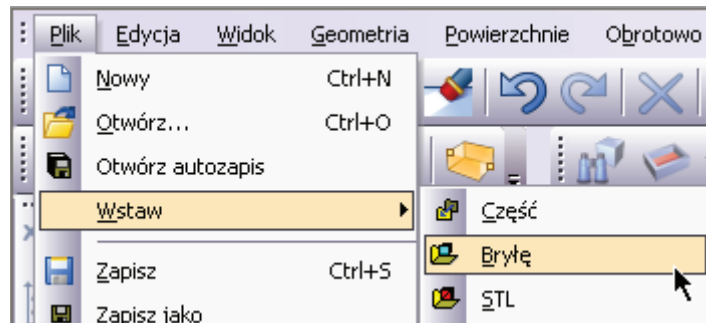 Plik Edycja Widok Geometria Powierzchnie Obrotowo
Nowy Ctrl+N
Otwórz... Ctrl+O
Otwórz autozapis
Wstaw
Część
Bryłę
Zapisz Ctrl+S
STL
Zapisz jako